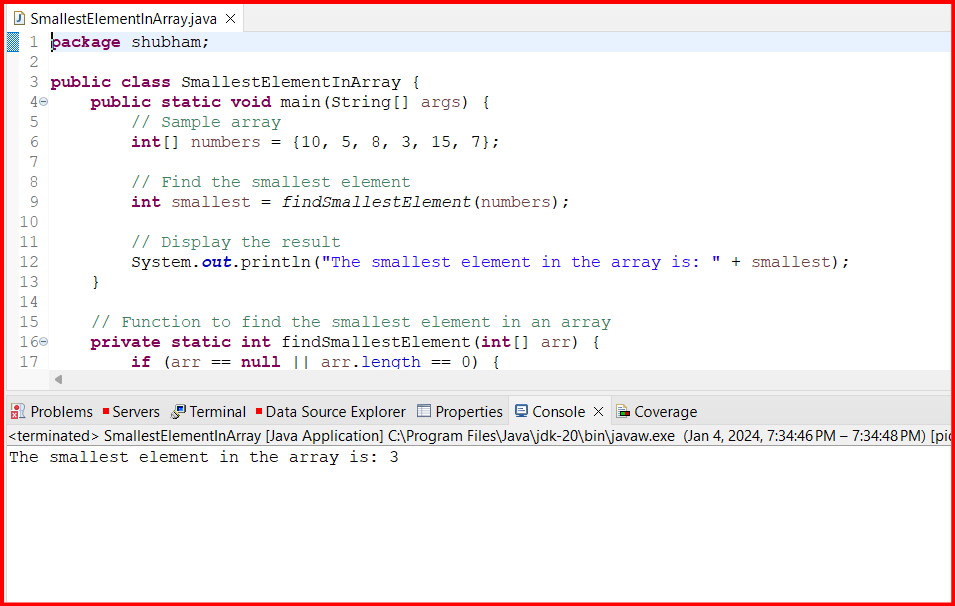 SmallestElementInArray.java
1 package shubham;
2
3 public class SmallestElementInArray {
4 public static void main(String[] args) {
5 // Sample array
6 int[] numbers = {10, 5, 8, 3, 15, 7};
7
8 // Find the smallest element
9 int smallest = findSmallestElement(numbers);
10
11 // Display the result
12 System.out.println("The smallest element in the array is: " + smallest);
13 }
14
15 // Function to find the smallest element in an array
16 private static int findSmallestElement(int[] arr) {
17 if (arr == null || arr.length == 0) {
Problems Servers Terminal Data Source Explorer Properties Console Coverage
<terminated> SmallestElementInArray [Java Application] C:\Program Files\Java\jdk-20\bin\javaw.exe (Jan 4, 2024, 7:34:46 PM – 7:34:48 PM) [pid
The smallest element in the array is: 3